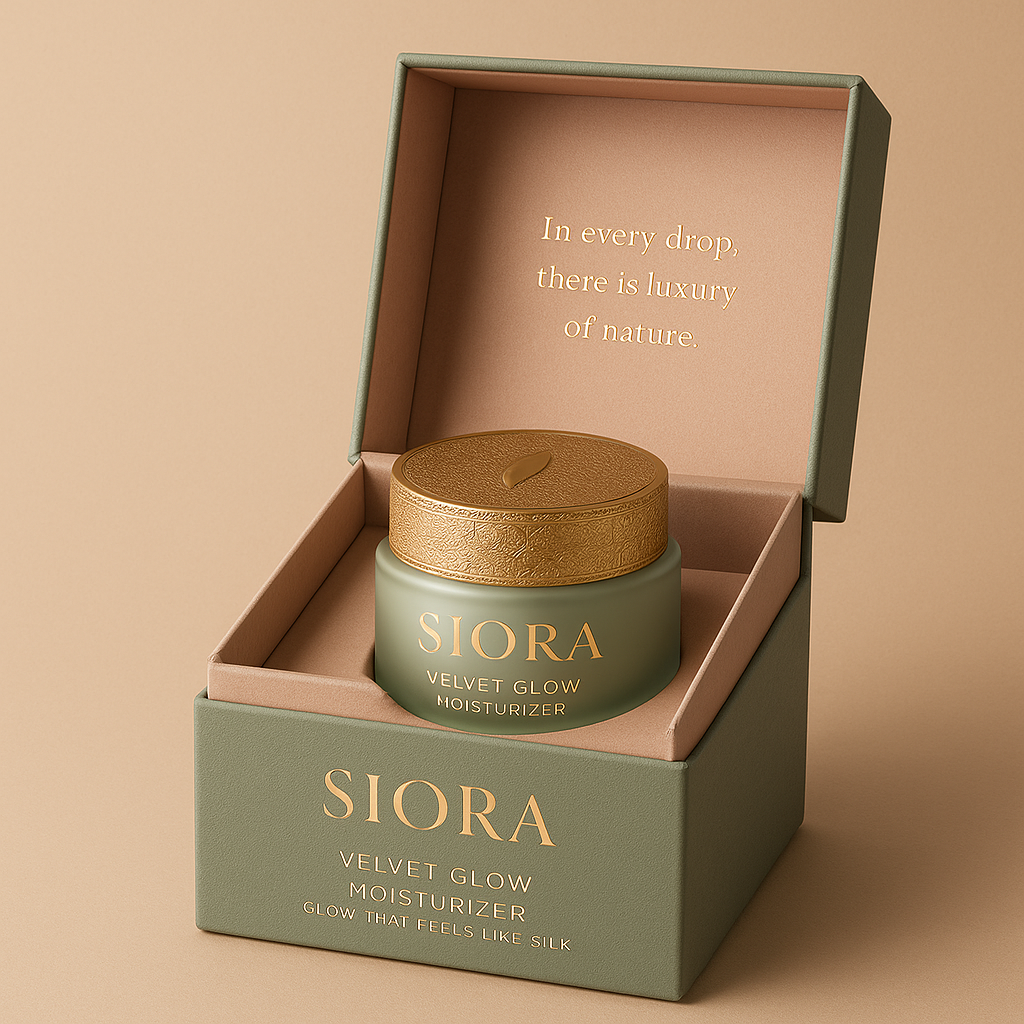 In every drop,
there is luxury
of nature.
SIORA
VELVET GLOW
MOISTURIZER
SIORA
VELVET GLOW
MOISTURIZER
GLOW THAT FEELS LIKE SILK